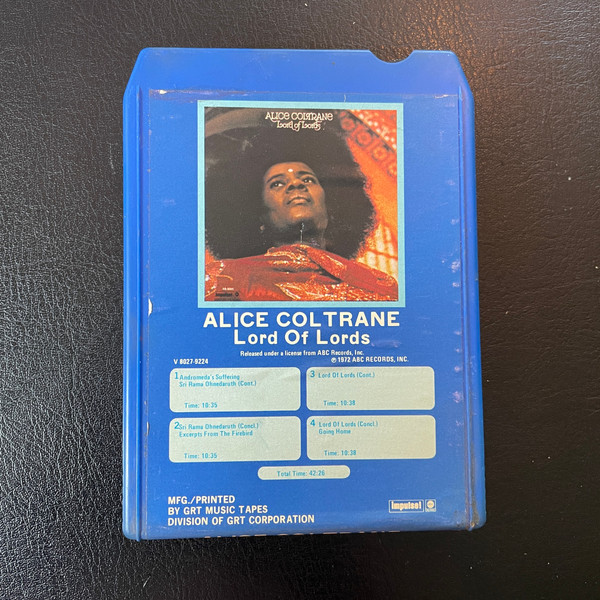 ALICE COLTRANE
Lord of Lords
ALICE COLTRANE
Lord Of Lords
Released under a license from ABC Records, Inc.
V 8027-9224
℗ 1972 ABC RECORDS, INC.
1 Andromeda's Suffering
Sri Rama Ohnedaruth (Cont.)
Time: 10:35
3 Lord Of Lords (Cont.)
Time: 10:38
2 Sri Rama Ohnedaruth (Concl.)
Excerpts From The Firebird
Time: 10:35
4 Lord Of Lords (Concl.)
Going Home
Time: 10:38
Total Time: 42:26
MFG./PRINTED
BY GRT MUSIC TAPES
DIVISION OF GRT CORPORATION
impulse!